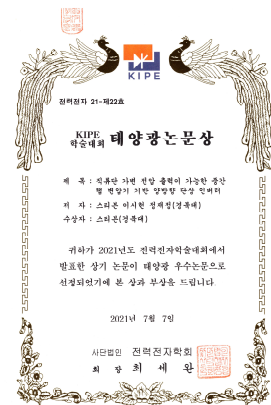 KIPE
전력전자 21-제22호
KIPE
학술대회 태양광논문상
제 목 : 직류단 가변 전압 출력이 가능한 중간
탭 변압기 기반 양방향 단상 인버터
저 자 : 스티븐 이시헌 정재정(경북대)
수상자 : 스티븐(경북대)
귀하가 2021년도 전력전자학술대회에서
발표한 상기 논문이 태양광 우수논문으로
선정되었기에 본 상과 부상을 드립니다.
2021년 7월 7일
사단법인 전력전자학회
회 장 최 세 완